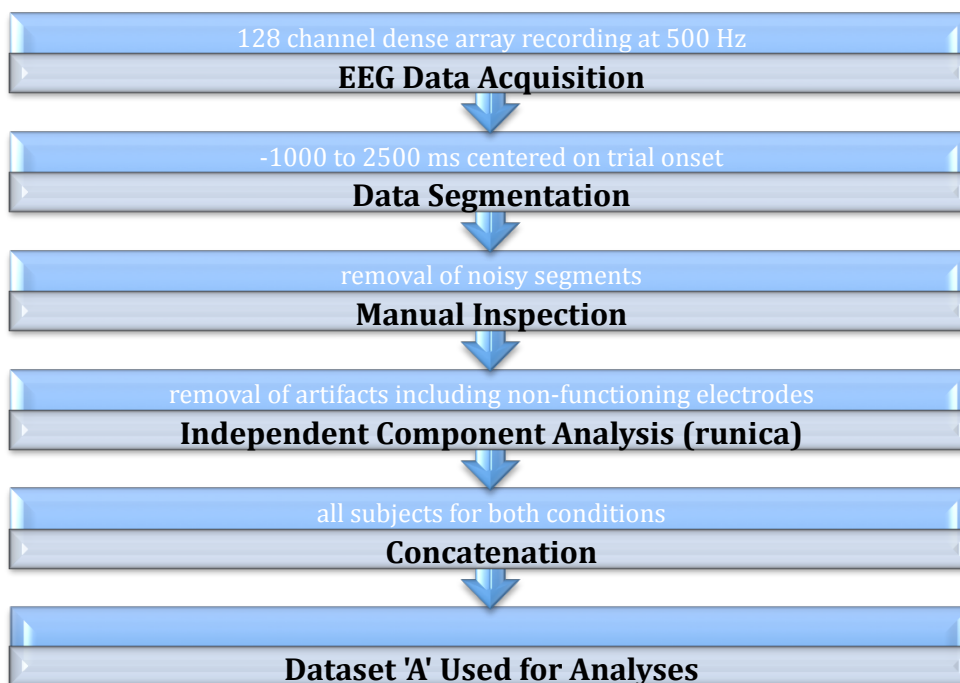 128 channel dense array recording at 500 Hz
EEG Data Acquisition
-1000 to 2500 ms centered on trial onset
Data Segmentation
removal of noisy segments
Manual Inspection
removal of artifacts including non-functioning electrodes
Independent Component Analysis (runica)
all subjects for both conditions
Concatenation
Dataset 'A' Used for Analyses